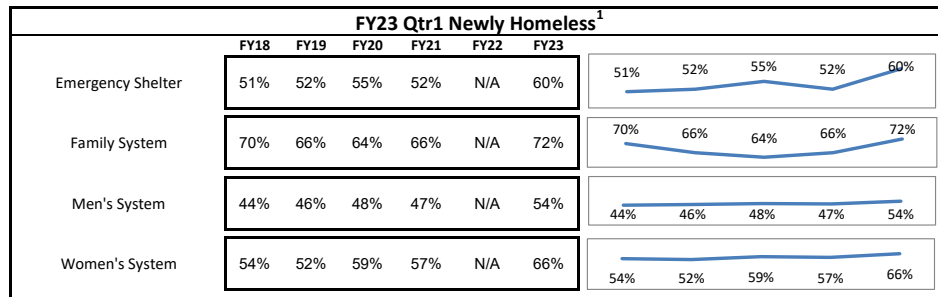 FY23 Qtr1 Newly Homeless1
FY18 FY19 FY20 FY21 FY22 FY23
Emergency Shelter 51% 52% 55% 52% N/A 60% 51% 52% 55% 52% 60%
Family System 70% 66% 64% 66% N/A 72% 70% 66% 64% 66% 72%
Men's System 44% 46% 48% 47% N/A 54% 44% 46% 48% 47% 54%
Women's System 54% 52% 59% 57% N/A 66% 54% 52% 59% 57% 66%